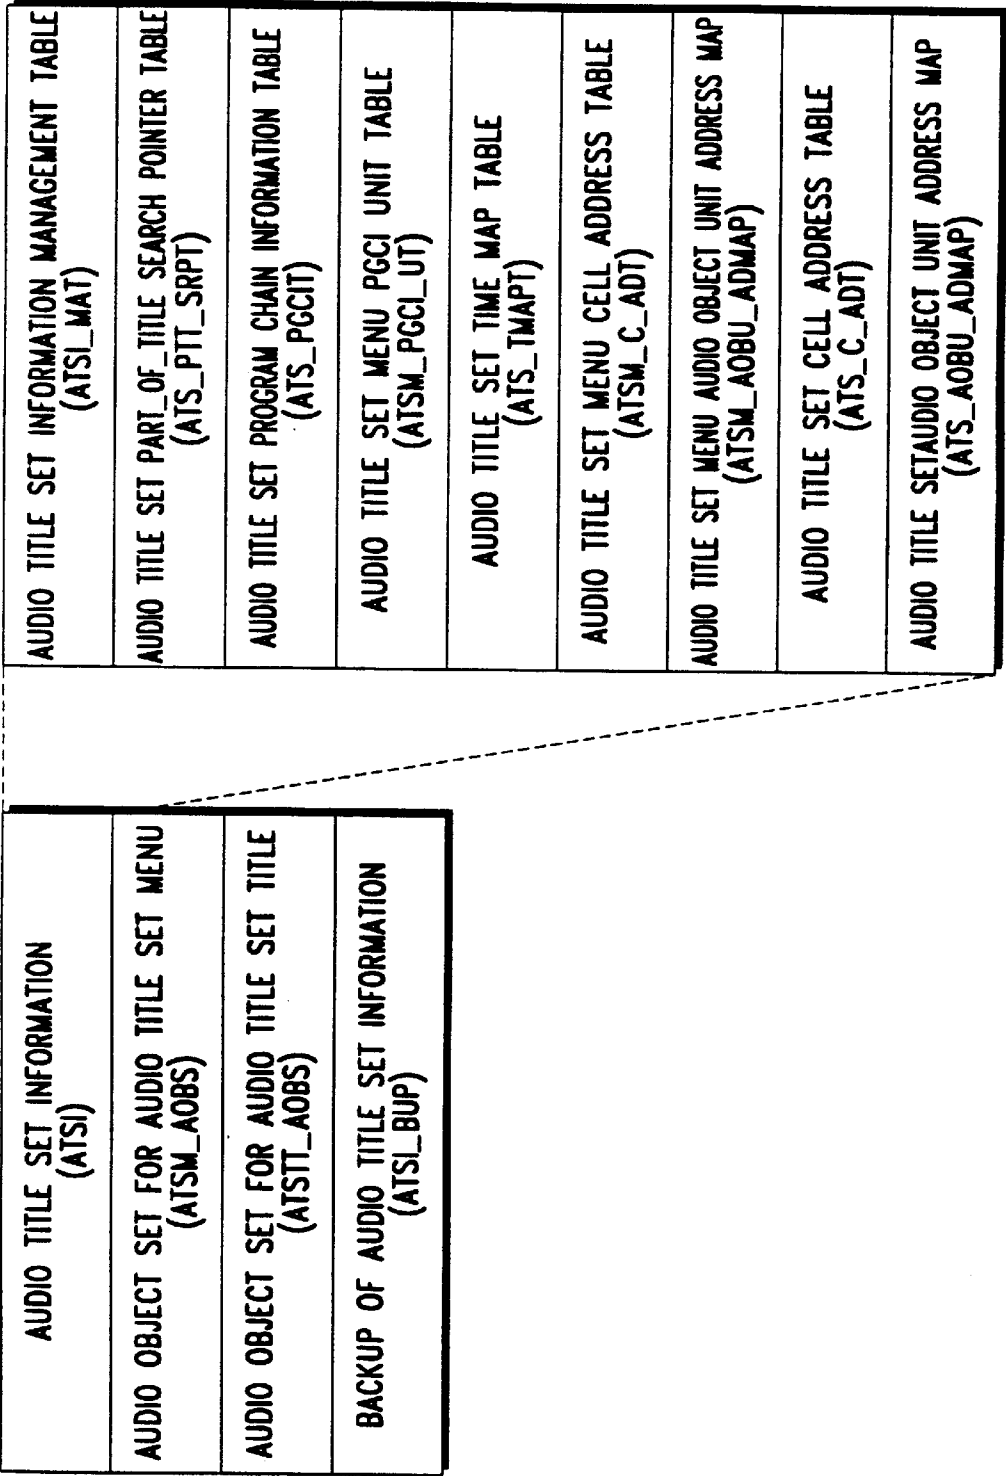 AUDIO TITLE SET INFORMATION
(ATSI)
AUDIO OBJECT SET FOR AUDIO TITLE SET MENU
(ATSM_AOBS)
AUDIO OBJECT SET FOR AUDIO TITLE SET TITLE
(ATSTT_AOBS)
BACKUP OF AUDIO TITLE SET INFORMATION
(ATSI_BUP)
AUDIO TITLE SET INFORMATION MANAGEMENT TABLE
(ATSI_MAT)
AUDIO TITLE SET PART_OF_TITLE SEARCH POINTER TABLE
(ATS_PTT_SRPT)
AUDIO TITLE SET PROGRAM CHAIN INFORMATION TABLE
(ATS_PGCIT)
AUDIO TITLE SET MENU PGCI UNIT TABLE
(ATSM_PGCI_UT)
AUDIO TITLE SET TIME MAP TABLE
(ATS_TMAPT)
AUDIO TITLE SET MENU CELL ADDRESS TABLE
(ATSM_C_ADT)
AUDIO TITLE SET MENU AUDIO OBJECT UNIT ADDRESS MAP
(ATSM_AOBU_ADMAP)
AUDIO TITLE SET CELL ADDRESS TABLE
(ATS_C_ADT)
AUDIO TITLE SETAUDIO OBJECT UNIT ADDRESS MAP
(ATS_AOBU_ADMAP)